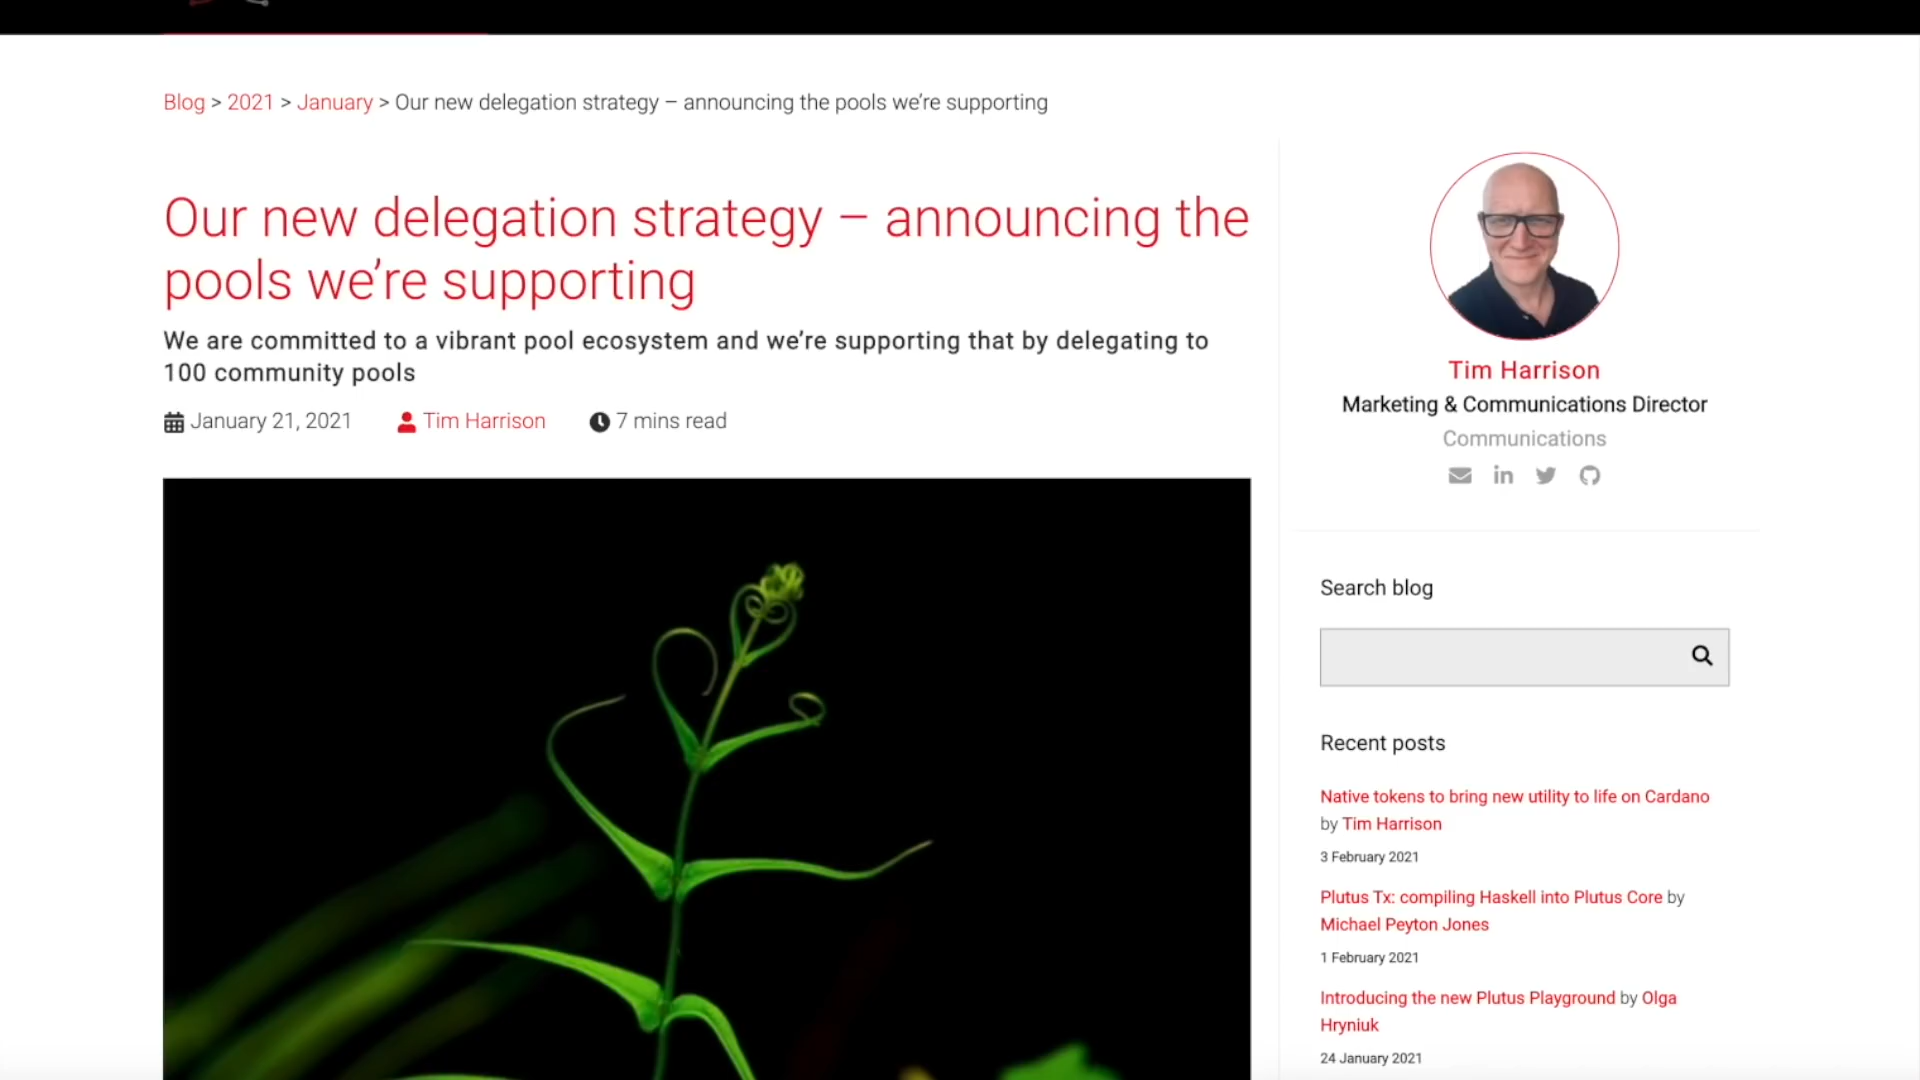 Blog > 2021 > January > Our new delegation strategy – announcing the pools we’re supporting
Our new delegation strategy – announcing the
pools we’re supporting
We are committed to a vibrant pool ecosystem and we’re supporting that by delegating to
100 community pools
January 21, 2021 Tim Harrison 7 mins read
Tim Harrison
Marketing & Communications Director
Communications
Search blog
Recent posts
Native tokens to bring new utility to life on Cardano
by Tim Harrison
3 February 2021
Plutus Tx: compiling Haskell into Plutus Core by
Michael Peyton Jones
1 February 2021
Introducing the new Plutus Playground by Olga
Hryniuk
24 January 2021